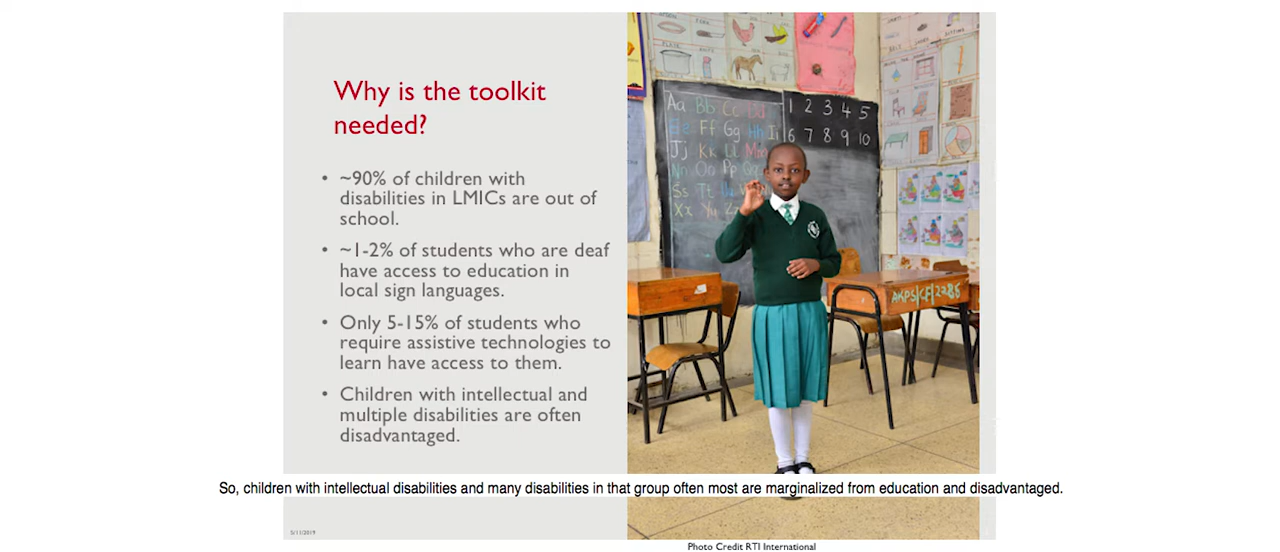 Why is the toolkit
needed?
• ~90% of children with
disabilities in LMICs are out of
school.
• ~1-2% of students who are deaf
have access to education in
local sign languages.
• Only 5-15% of students who
require assistive technologies to
learn have access to them.
• Children with intellectual and
multiple disabilities are often
disadvantaged.
Aa Bb Cc Dd
Ee Ff Gg Hh Ii
Jj Kk Ll Mm
Nn Oo Pp
Ss Tt
Xx Yy Zz
1 2 3 4 5
6 7 8 9 10
AKPS/CF/2286
So, children with intellectual disabilities and many disabilities in that group often most are marginalized from education and disadvantaged.
5/11/2019
Photo Credit RTI International